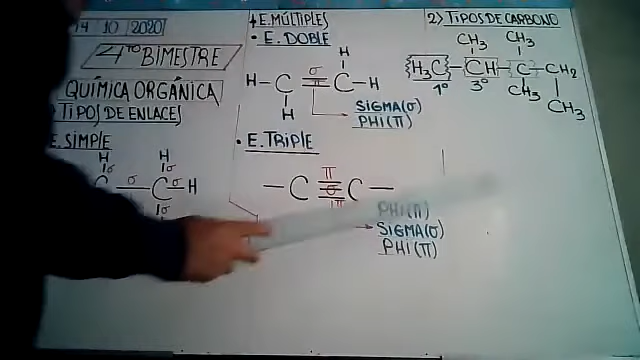 14 10 2020
4to BIMESTRE
QUÍMICA ORGÁNICA
) TIPOS DE ENLACES
E. SIMPLE
H H
σ σ
C σ C σ H
σ
E. MÚLTIPLES
• E. DOBLE
H
H-C σ C-H
π
H
SIGMA(σ)
PHI(π)
• E. TRIPLE
π
-C σ C-
π
PHI(π)
SIGMA(σ)
PHI(π)
2) TIPOS DE CARBONO
CH3 CH3
H3C-CH-C-CH2
1° 3° CH3
CH3